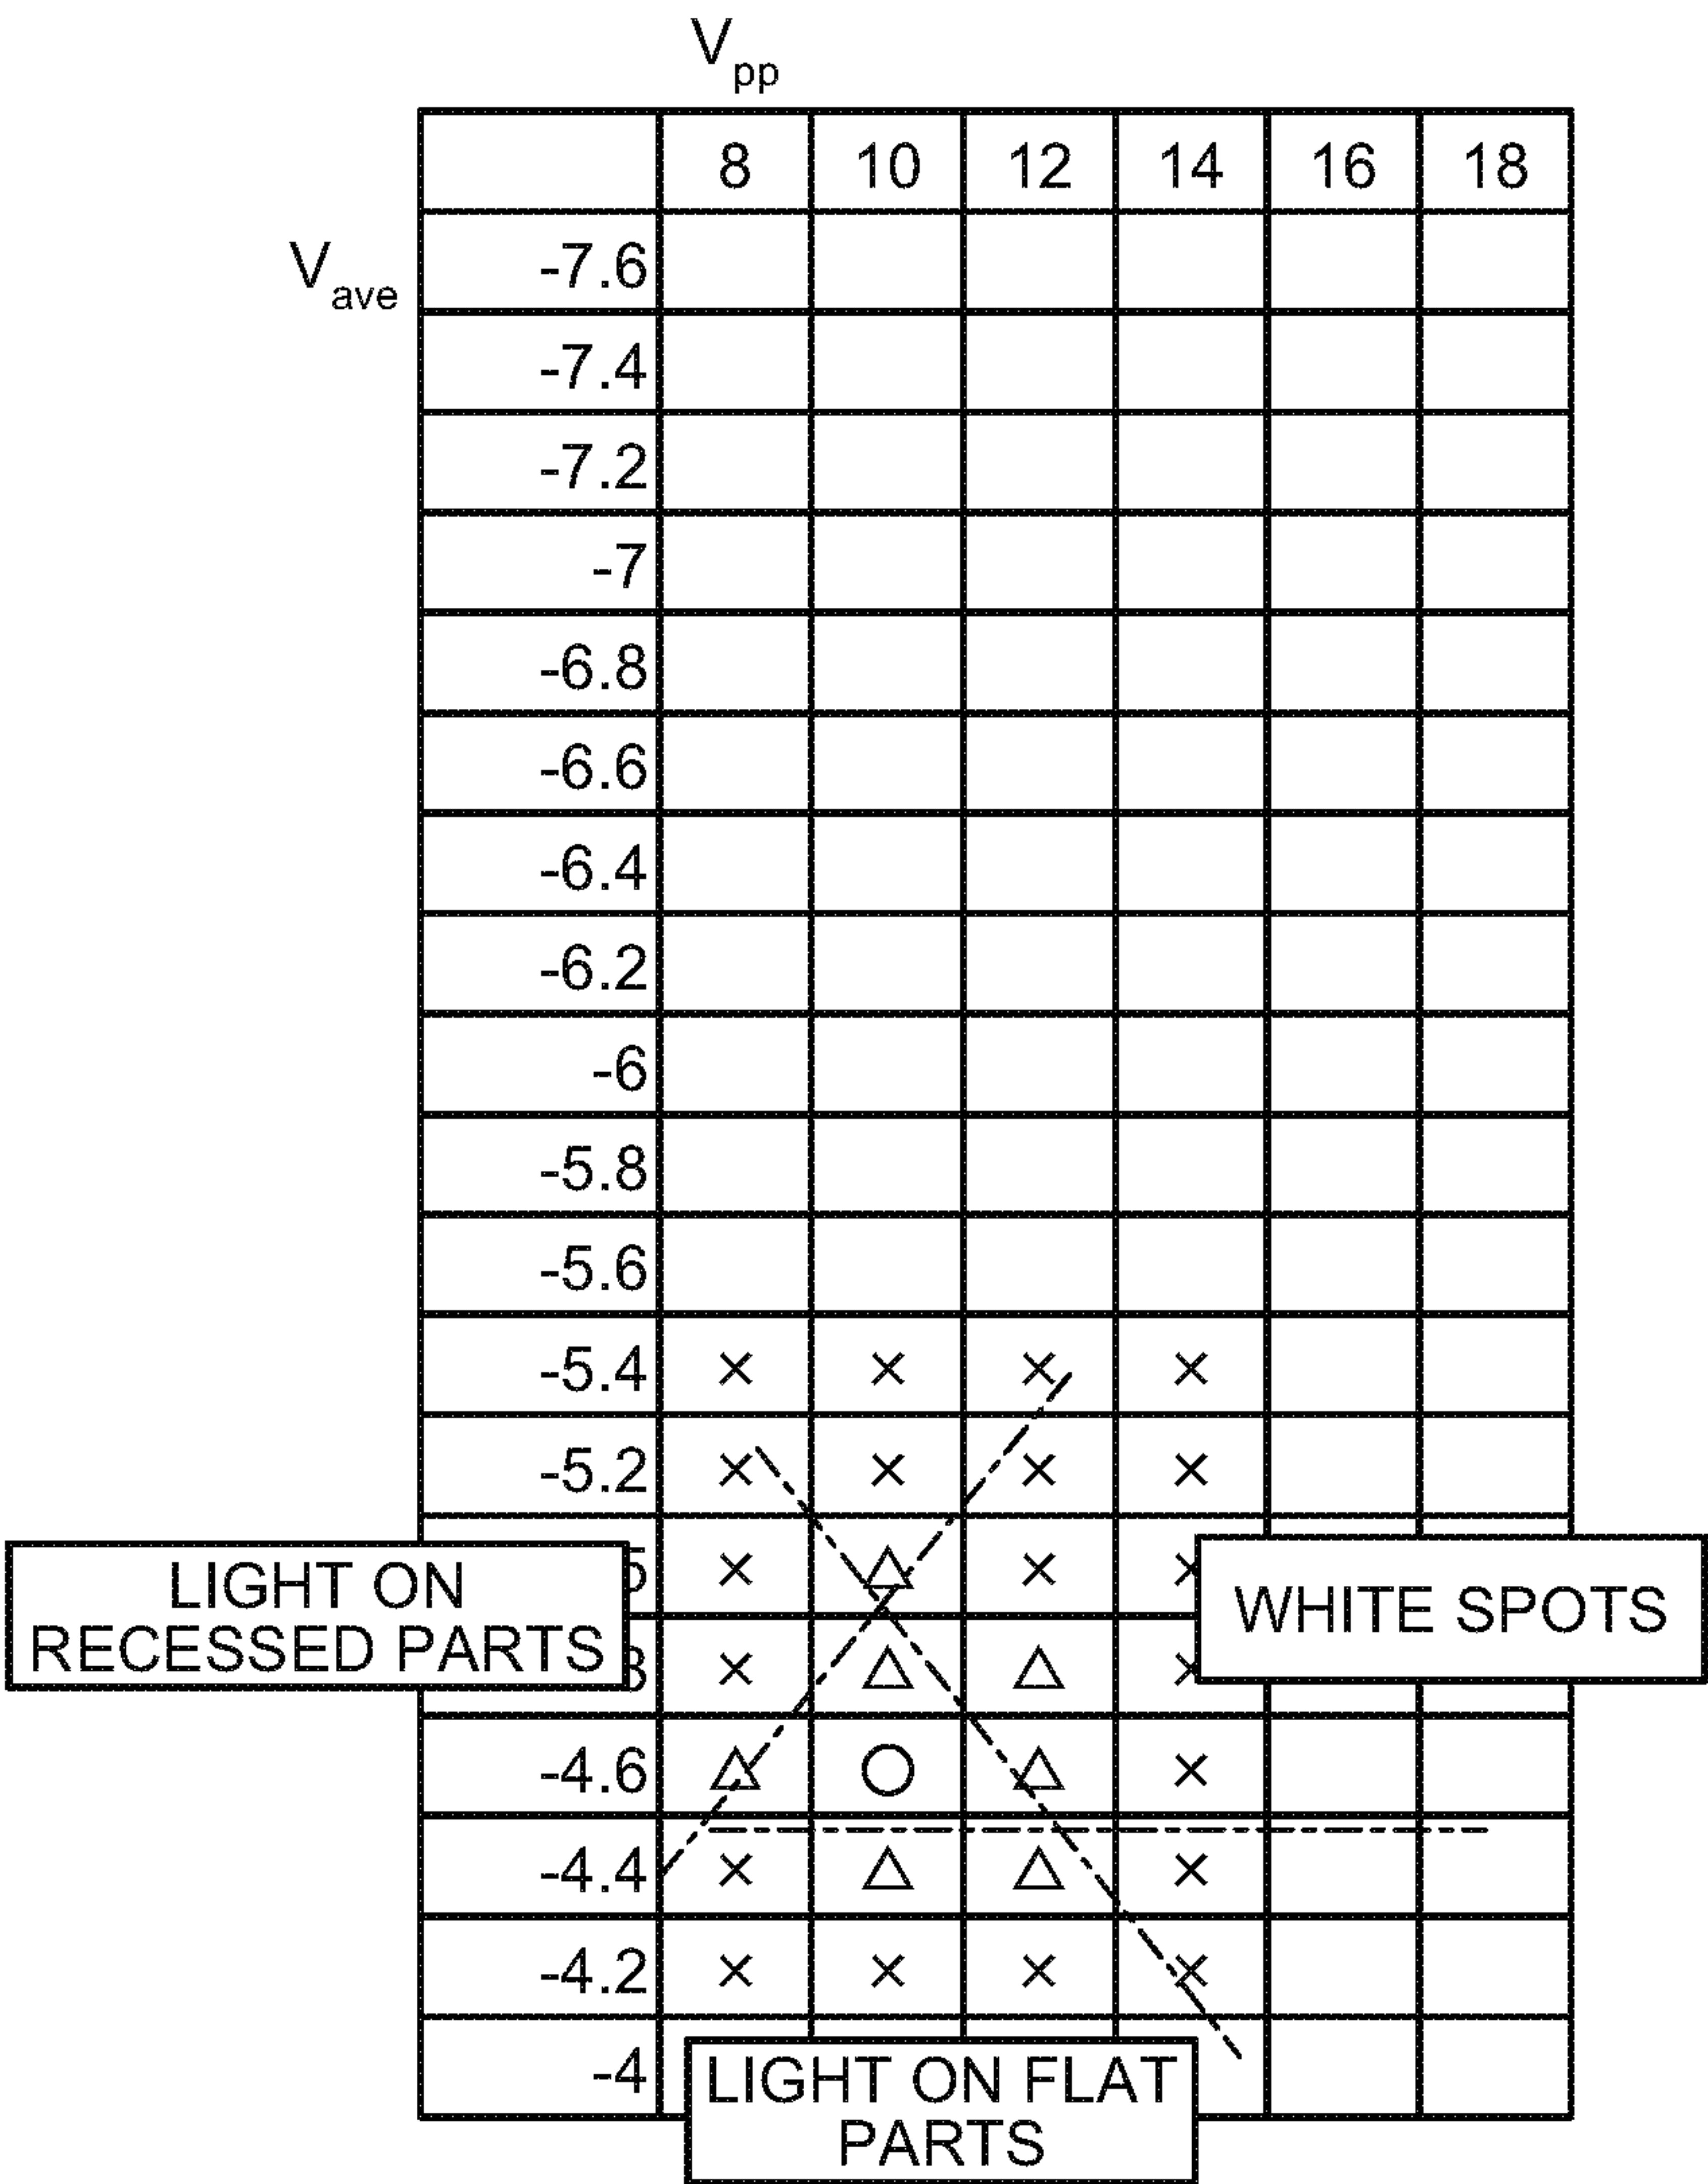 Vpp
8 10 12 14 16 18
Vave
-7.6
-7.4
-7.2
-7
-6.8
-6.6
-6.4
-6.2
-6
-5.8
-5.6
-5.4 × × × ×
-5.2 × × × ×
5 × △ × ×
8 × △ △ ×
-4.6 △ ○ △ ×
-4.4 × △ △ ×
-4.2 × × × ×
-4
LIGHT ON
RECESSED PARTS
WHITE SPOTS
LIGHT ON FLAT
PARTS